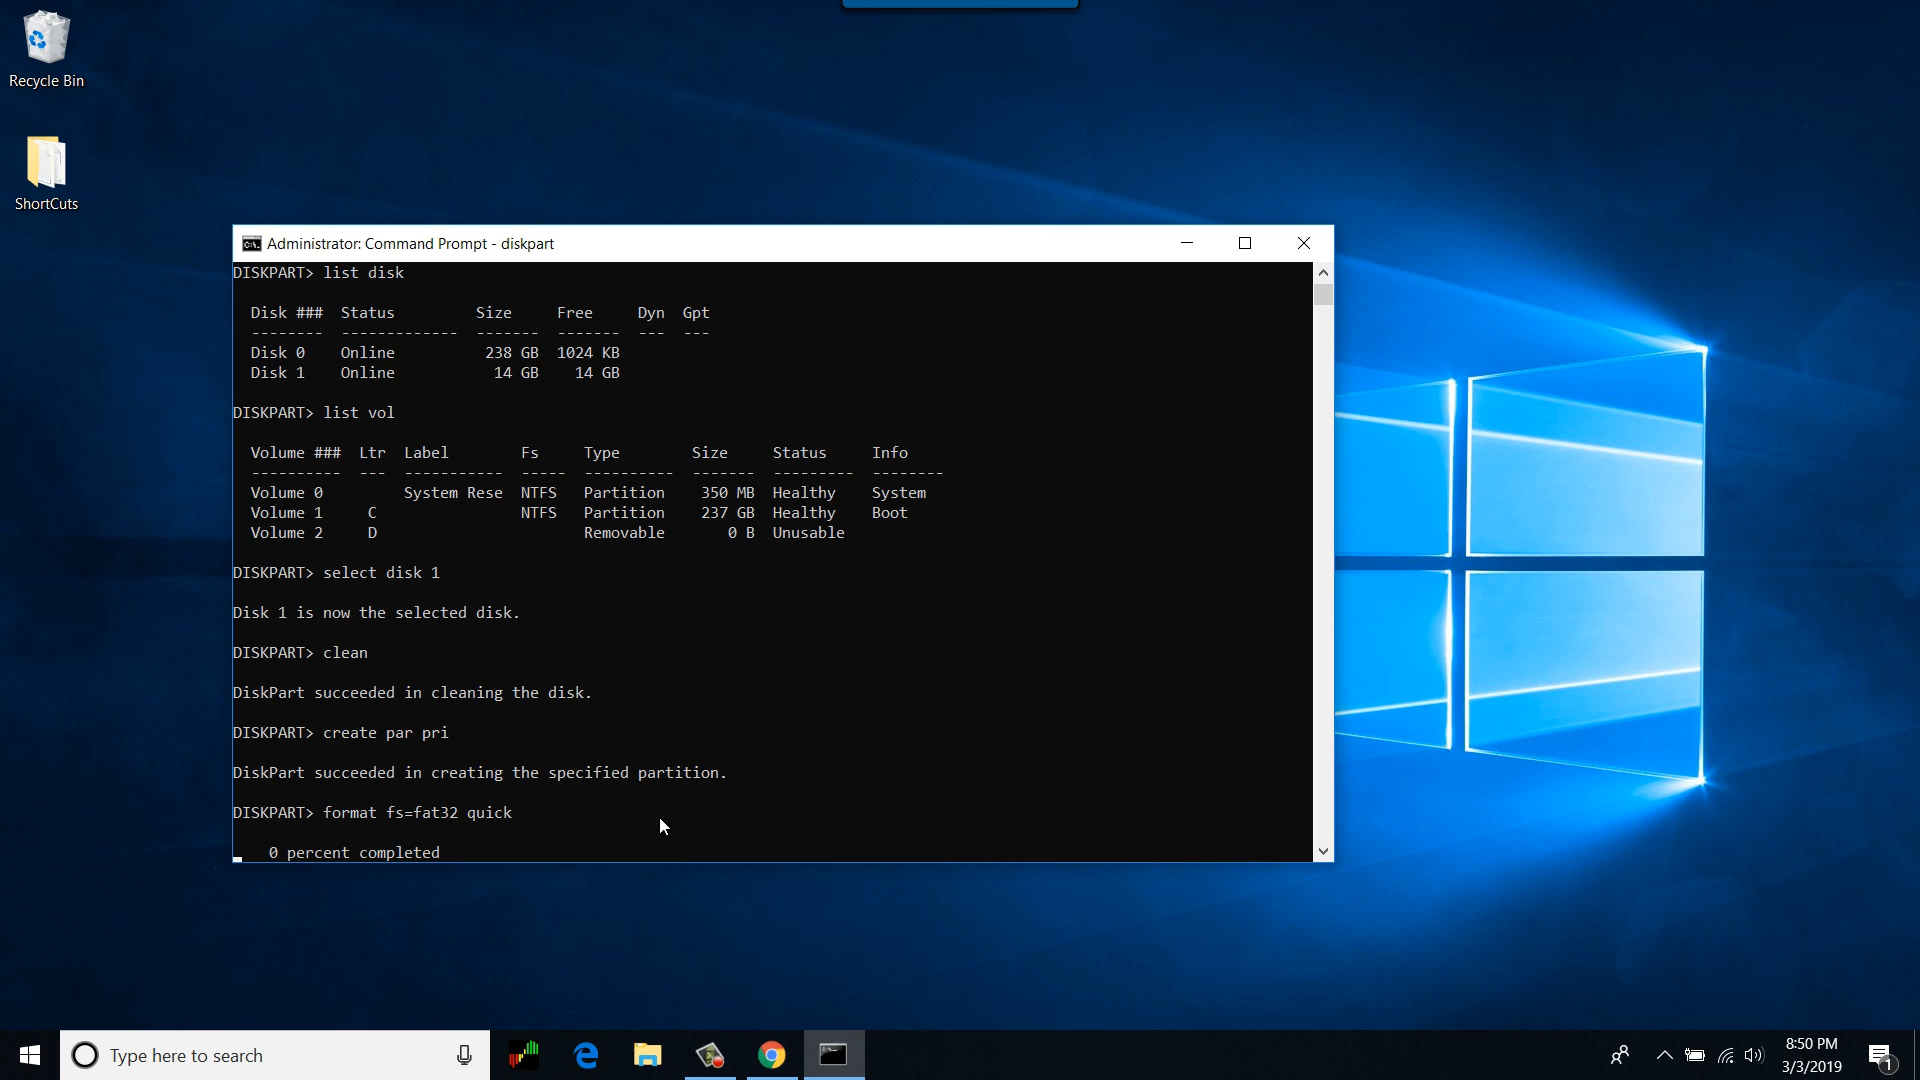 Recycle Bin
ShortCuts
Administrator: Command Prompt - diskpart
DISKPART> list disk
  Disk ###  Status         Size     Free     Dyn  Gpt
  --------  -------------  -------  -------  ---  ---
  Disk 0    Online          238 GB  1024 KB
  Disk 1    Online           14 GB    14 GB
DISKPART> list vol
  Volume ###  Ltr  Label        Fs     Type        Size     Status     Info
  ----------  ---  -----------  -----  ----------  -------  ---------  --------
  Volume 0         System Rese  NTFS   Partition    350 MB  Healthy    System
  Volume 1     C                NTFS   Partition    237 GB  Healthy    Boot
  Volume 2     D                       Removable       0 B  Unusable
DISKPART> select disk 1
Disk 1 is now the selected disk.
DISKPART> clean
DiskPart succeeded in cleaning the disk.
DISKPART> create par pri
DiskPart succeeded in creating the specified partition.
DISKPART> format fs=fat32 quick
    0 percent completed
Type here to search
8:50 PM
3/3/2019
1